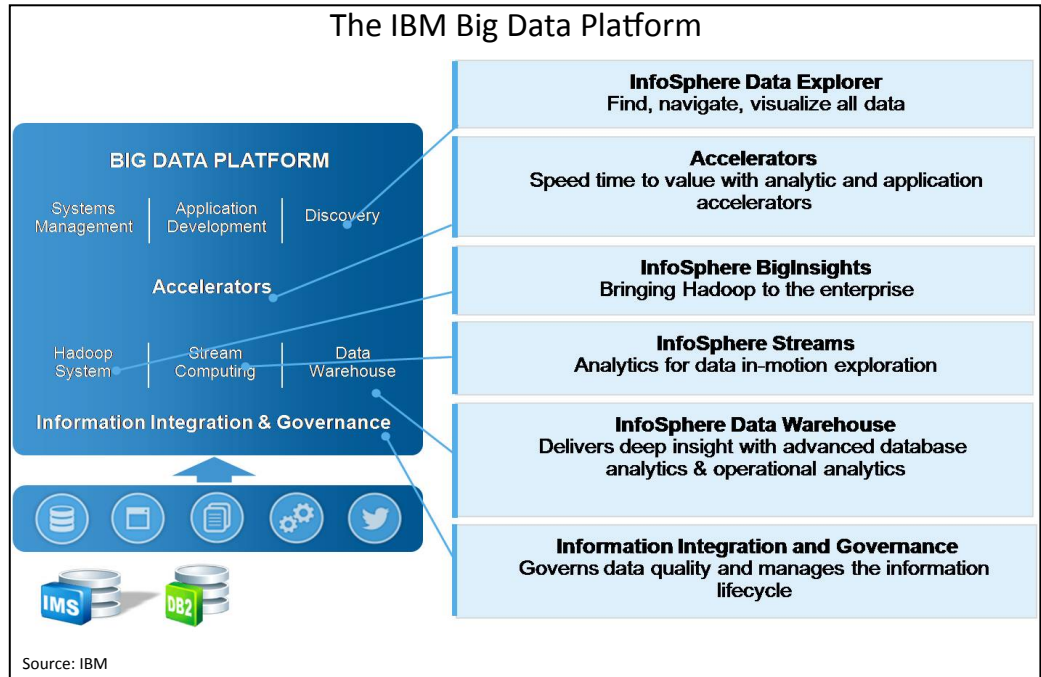 The IBM Big Data Platform
BIG DATA PLATFORM
Systems
Management
Application
Development
Discovery
Accelerators
Hadoop
System
Stream
Computing
Data
Warehouse
Information Integration & Governance
IMS
DB2
InfoSphere Data Explorer
Find, navigate, visualize all data
Accelerators
Speed time to value with analytic and application
accelerators
InfoSphere BigInsights
Bringing Hadoop to the enterprise
InfoSphere Streams
Analytics for data in-motion exploration
InfoSphere Data Warehouse
Delivers deep insight with advanced database
analytics & operational analytics
Information Integration and Governance
Governs data quality and manages the information
lifecycle
Source: IBM